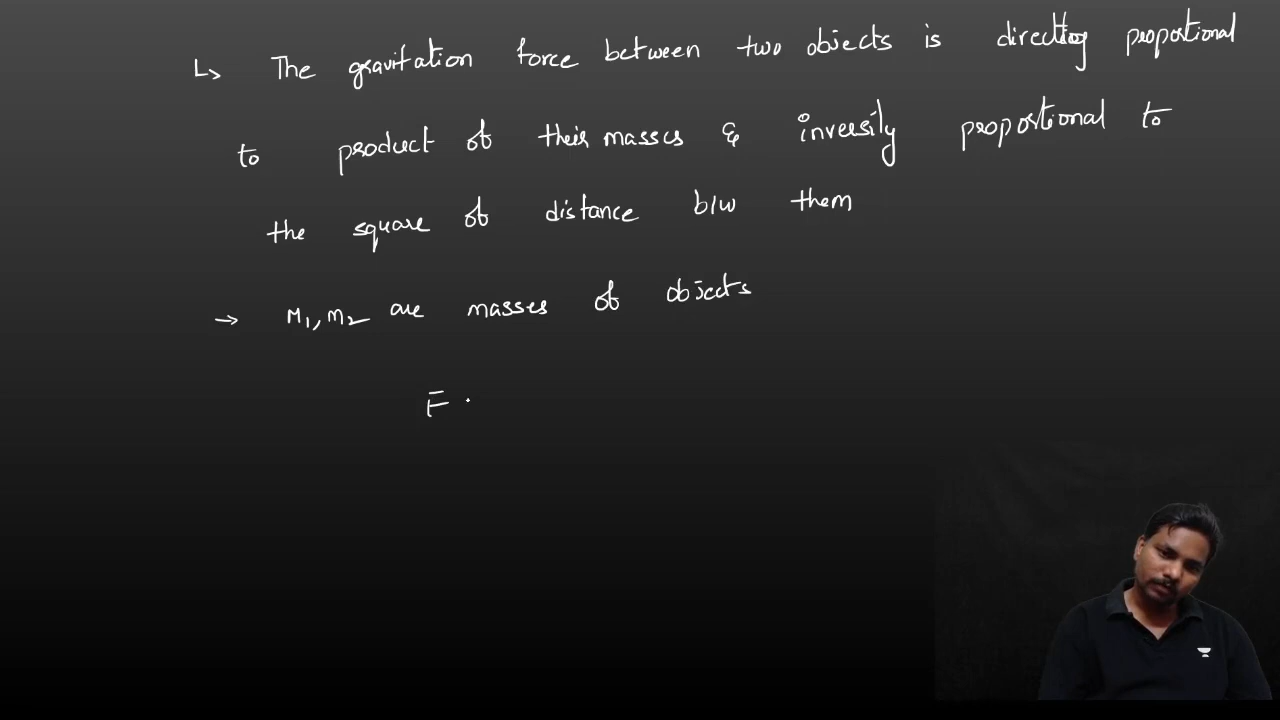 ↳ The gravitation force between two objects is directly proportional
to product of their masses & inversily proportional to
the square of distance b/w them
→ M₁, m₂ are masses of objects
F